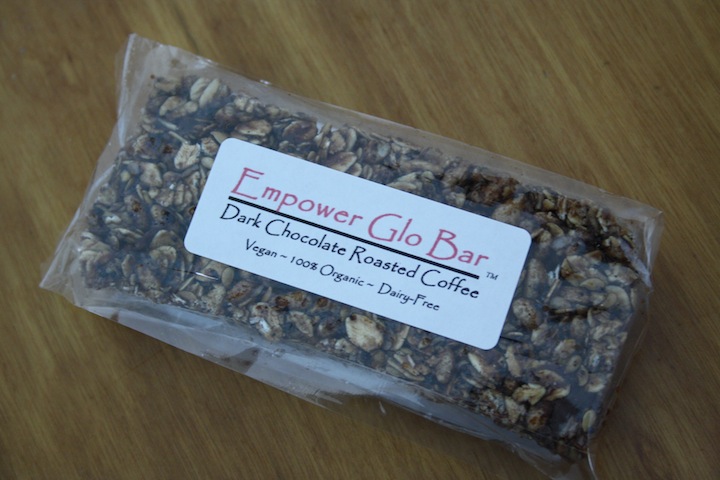 Empower Glo Bar ™
Dark Chocolate Roasted Coffee
Vegan ~ 100% Organic ~ Dairy-Free